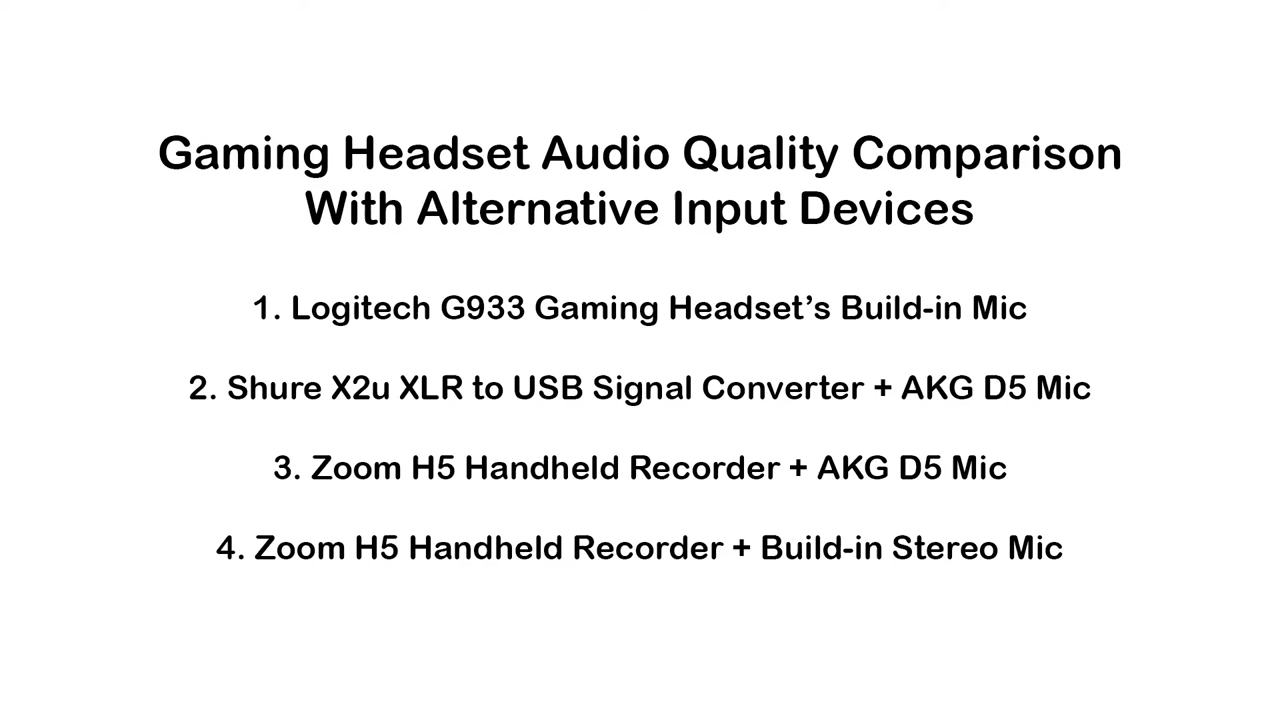 Gaming Headset Audio Quality Comparison
With Alternative Input Devices
1. Logitech G933 Gaming Headset’s Build-in Mic
2. Shure X2u XLR to USB Signal Converter + AKG D5 Mic
3. Zoom H5 Handheld Recorder + AKG D5 Mic
4. Zoom H5 Handheld Recorder + Build-in Stereo Mic